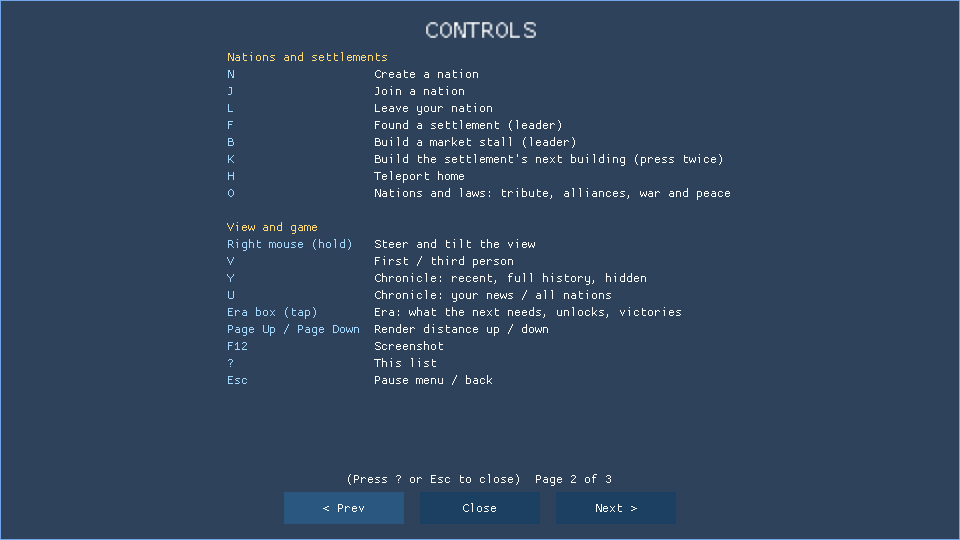 CONTROLS
Nations and settlements
N Create a nation
J Join a nation
L Leave your nation
F Found a settlement (leader)
B Build a market stall (leader)
K Build the settlement's next building (press twice)
H Teleport home
O Nations and laws: tribute, alliances, war and peace
View and game
Right mouse (hold) Steer and tilt the view
V First / third person
Y Chronicle: recent, full history, hidden
U Chronicle: your news / all nations
Era box (tap) Era: what the next needs, unlocks, victories
Page Up / Page Down Render distance up / down
F12 Screenshot
? This list
Esc Pause menu / back
(Press ? or Esc to close) Page 2 of 3
< Prev Close Next >